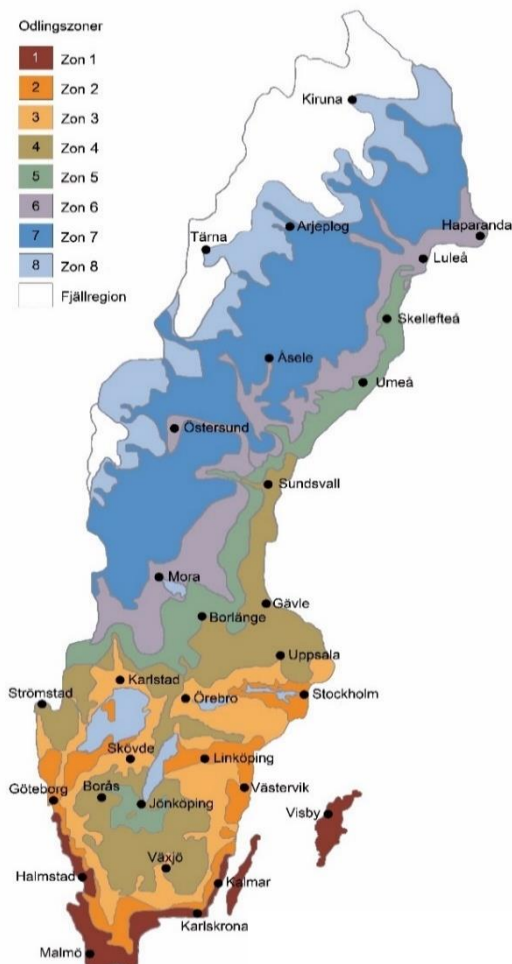 Odlingszoner
1 Zon 1
2 Zon 2
3 Zon 3
4 Zon 4
5 Zon 5
6 Zon 6
7 Zon 7
8 Zon 8
Fjällregion
Kiruna
Arjeplog
Haparanda
Tärna
Luleå
Skellefteå
Åsele
Umeå
Östersund
Sundsvall
Mora
Gävle
Borlänge
Uppsala
Karlstad
Strömstad
Örebro
Stockholm
Skövde
Linköping
Göteborg
Borås
Västervik
Jönköping
Visby
Växjö
Halmstad
Kalmar
Karlskrona
Malmö